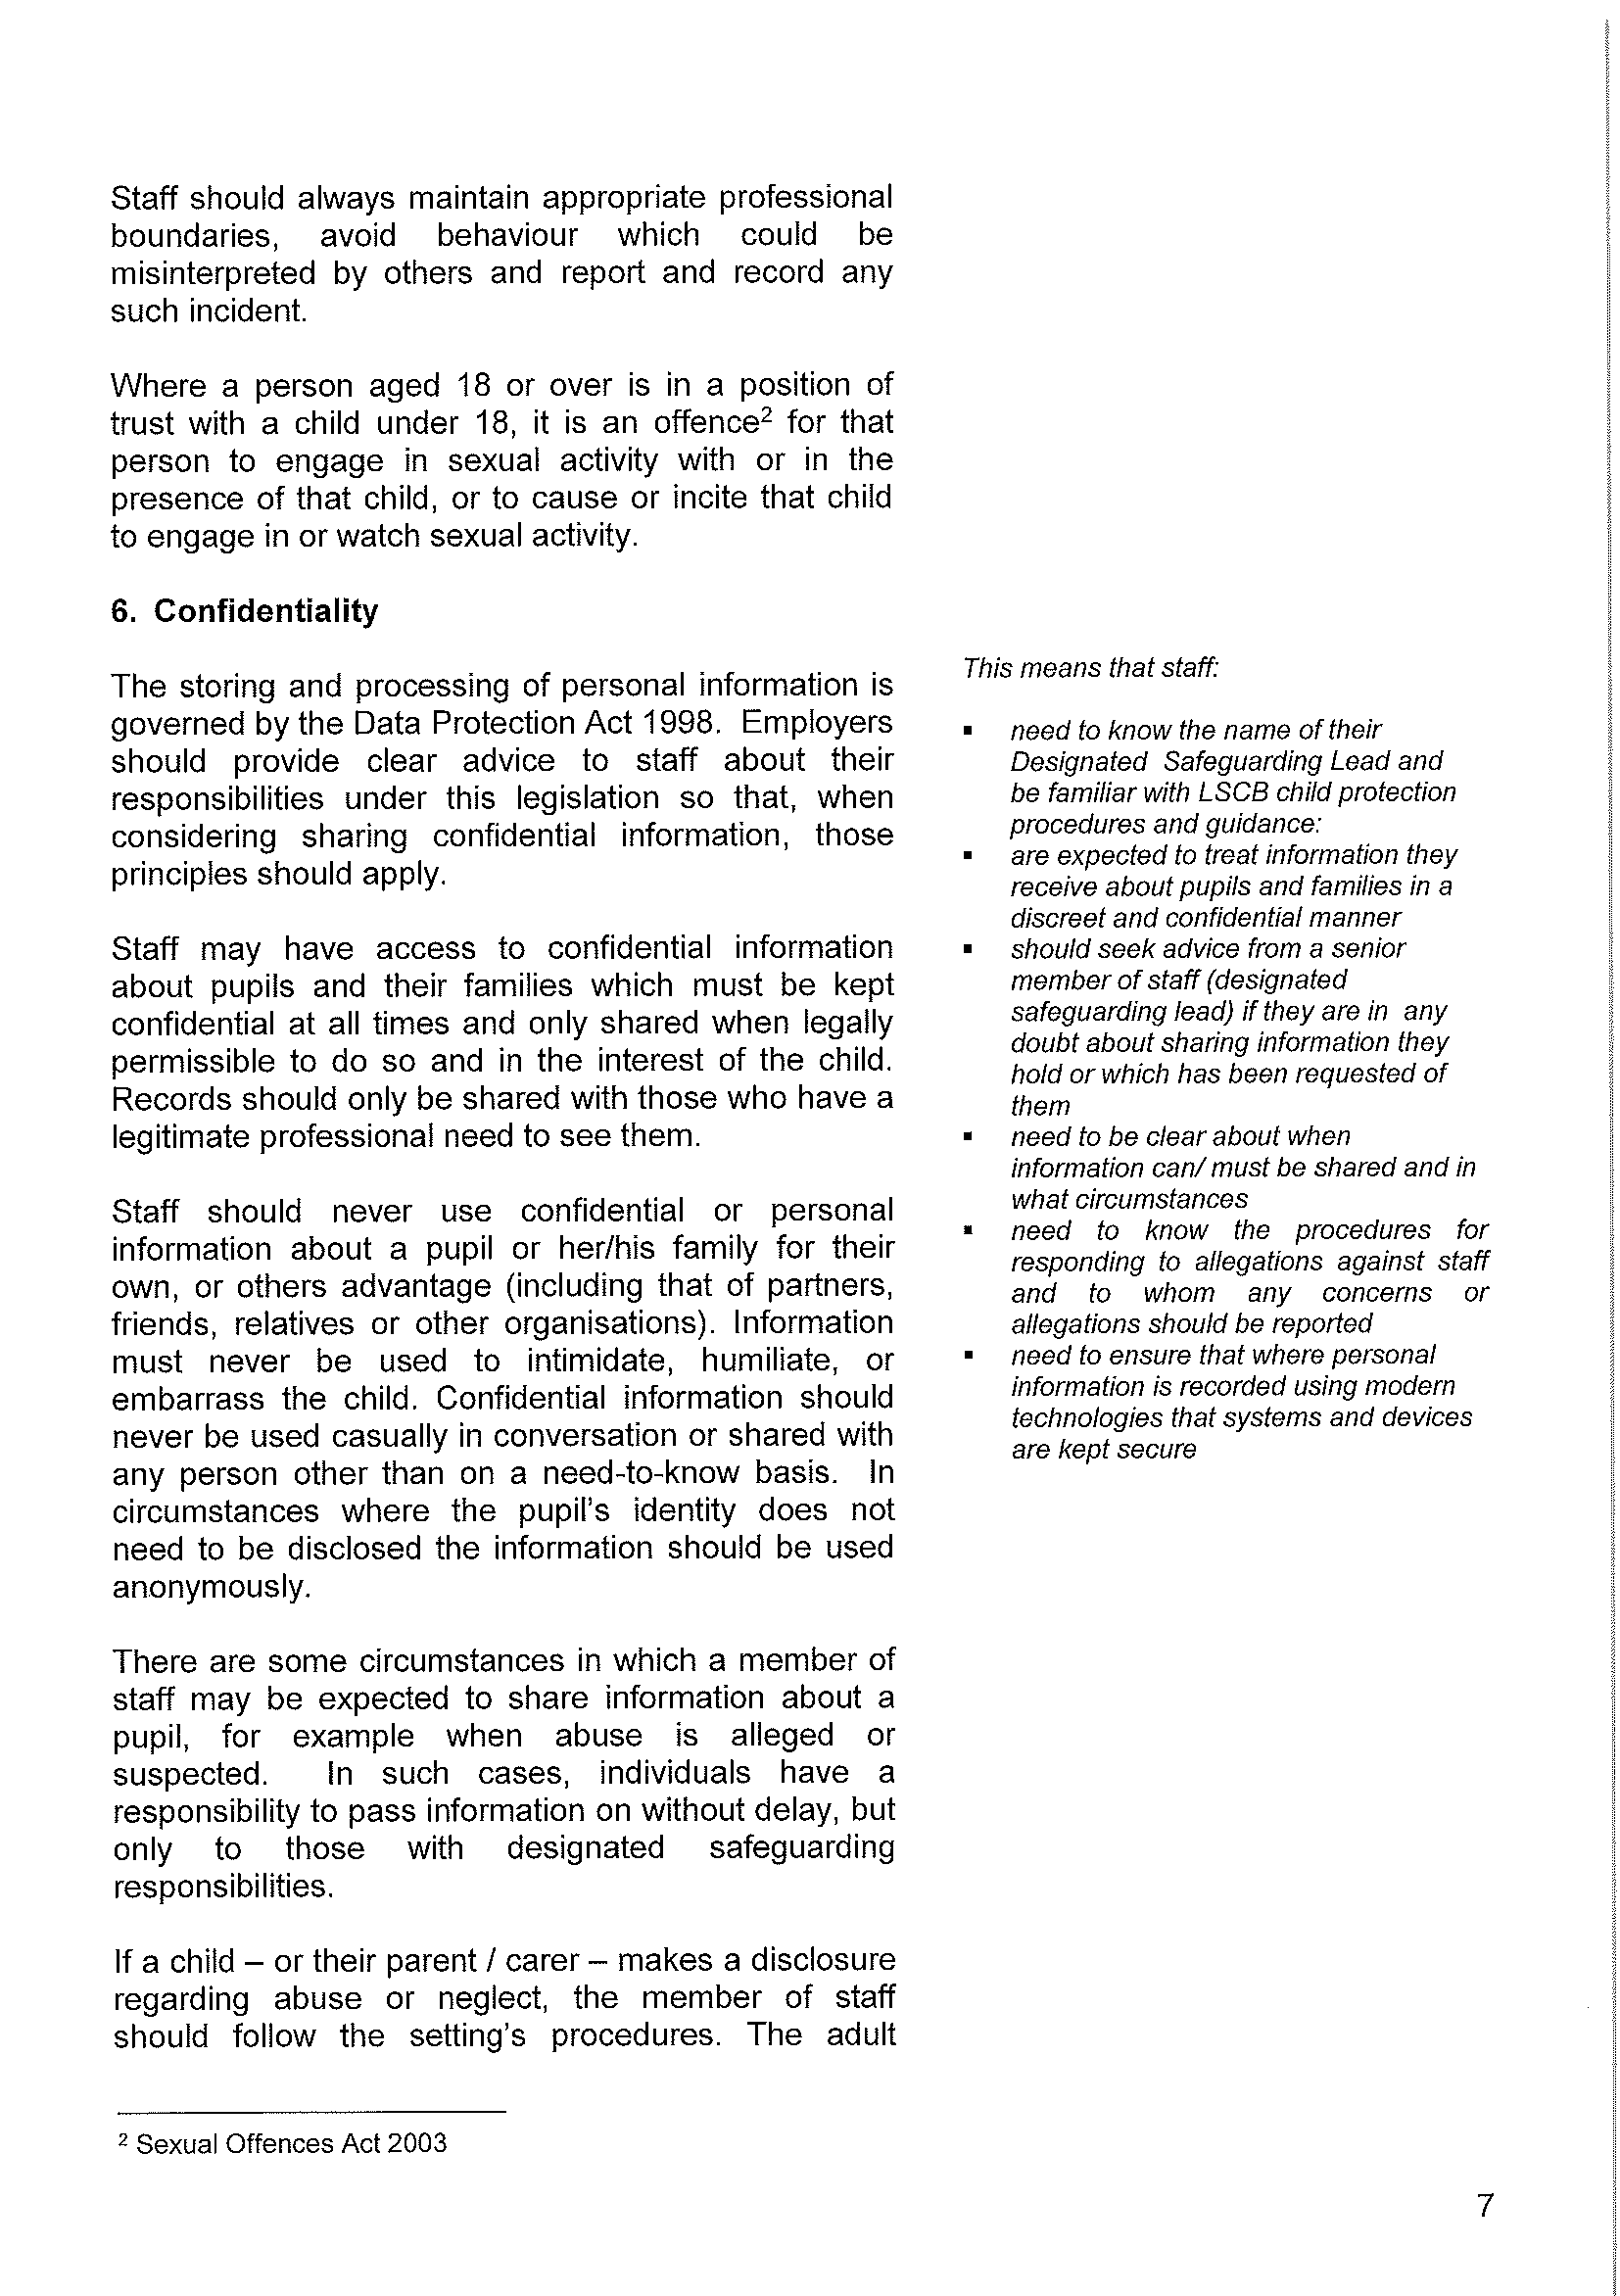 Staff should always maintain appropriate professional
boundaries, avoid behaviour which could be
misinterpreted by others and report and record any
such incident.
Where a person aged 18 or over is in a position of
trust with a child under 18, it is an offence² for that
person to engage in sexual activity with or in the
presence of that child, or to cause or incite that child
to engage in or watch sexual activity.
6. Confidentiality
The storing and processing of personal information is
governed by the Data Protection Act 1998. Employers
should provide clear advice to staff about their
responsibilities under this legislation so that, when
considering sharing confidential information, those
principles should apply.
Staff may have access to confidential information
about pupils and their families which must be kept
confidential at all times and only shared when legally
permissible to do so and in the interest of the child.
Records should only be shared with those who have a
legitimate professional need to see them.
Staff should never use confidential or personal
information about a pupil or her/his family for their
own, or others advantage (including that of partners,
friends, relatives or other organisations). Information
must never be used to intimidate, humiliate, or
embarrass the child. Confidential information should
never be used casually in conversation or shared with
any person other than on a need-to-know basis. In
circumstances where the pupil's identity does not
need to be disclosed the information should be used
anonymously.
There are some circumstances in which a member of
staff may be expected to share information about a
pupil, for example when abuse is alleged or
suspected. In such cases, individuals have a
responsibility to pass information on without delay, but
only to those with designated safeguarding
responsibilities.
If a child – or their parent / carer – makes a disclosure
regarding abuse or neglect, the member of staff
should follow the setting's procedures. The adult
This means that staff:
▪ need to know the name of their
Designated Safeguarding Lead and
be familiar with LSCB child protection
procedures and guidance:
▪ are expected to treat information they
receive about pupils and families in a
discreet and confidential manner
▪ should seek advice from a senior
member of staff (designated
safeguarding lead) if they are in any
doubt about sharing information they
hold or which has been requested of
them
▪ need to be clear about when
information can/ must be shared and in
what circumstances
▪ need to know the procedures for
responding to allegations against staff
and to whom any concerns or
allegations should be reported
▪ need to ensure that where personal
information is recorded using modern
technologies that systems and devices
are kept secure
² Sexual Offences Act 2003
7